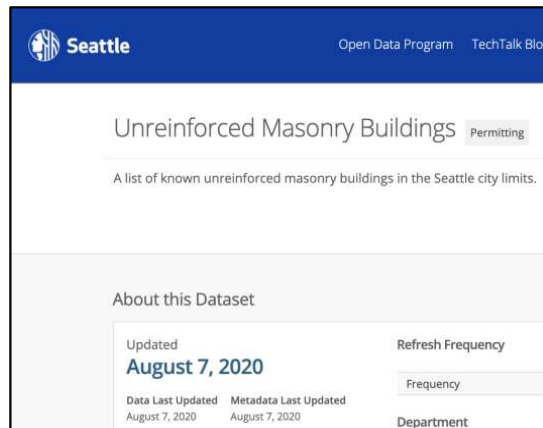 Seattle
Open Data Program TechTalk
Unreinforced Masonry Buildings Permitting
A list of known unreinforced masonry buildings in the Seattle city limits.
About this Dataset
Updated
August 7, 2020
Data Last Updated Metadata Last Updated
August 7, 2020 August 7, 2020
Refresh Frequency
Frequency
Department